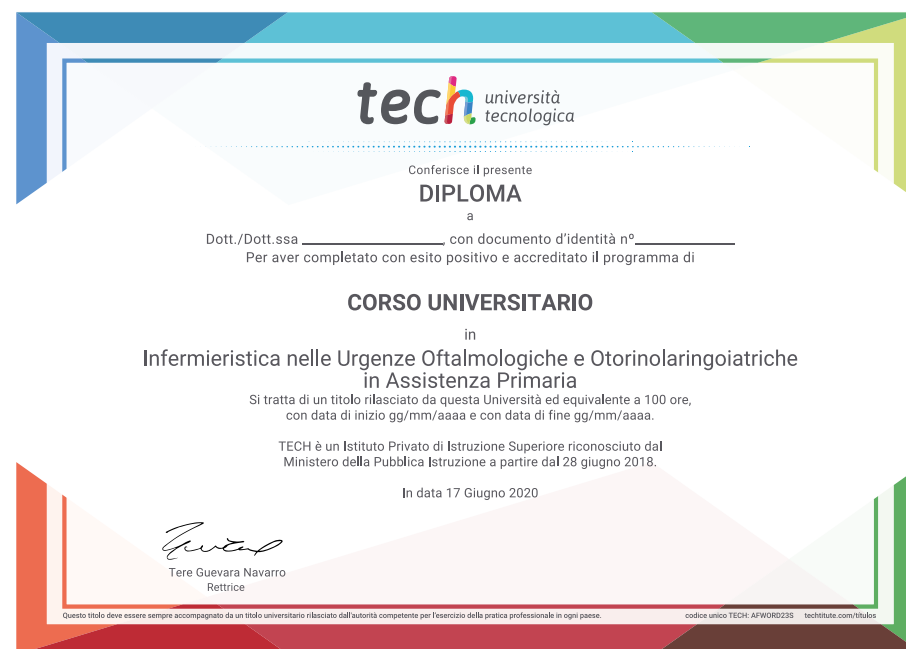 tech università
tecnologica
Conferisce il presente
DIPLOMA
a
Dott./Dott.ssa ____________________, con documento d'identità nº______________
Per aver completato con esito positivo e accreditato il programma di
CORSO UNIVERSITARIO
in
Infermieristica nelle Urgenze Oftalmologiche e Otorinolaringoiatriche
in Assistenza Primaria
Si tratta di un titolo rilasciato da questa Università ed equivalente a 100 ore,
con data di inizio gg/mm/aaaa e con data di fine gg/mm/aaaa.
TECH è un Istituto Privato di Istruzione Superiore riconosciuto dal
Ministero della Pubblica Istruzione a partire dal 28 giugno 2018.
In data 17 Giugno 2020
Tere Guevara Navarro
Rettrice
Questo titolo deve essere sempre accompagnato da un titolo universitario rilasciato dall'autorità competente per l'esercizio della pratica professionale in ogni paese. codice unico TECH: AFWORD23S techtitute.com/titulos